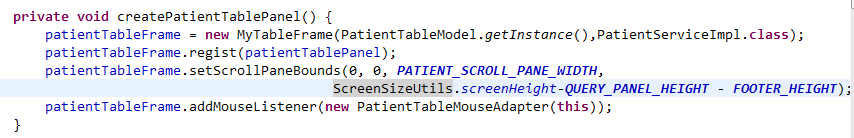 private void createPatientTablePanel() {
patientTableFrame = new MyTableFrame(PatientTableModel.getInstance(),PatientServiceImpl.class);
patientTableFrame.regist(patientTablePanel);
patientTableFrame.setScrollPaneBounds(0, 0, PATIENT_SCROLL_PANE_WIDTH,
ScreenSizeUtils.screenHeight-QUERY_PANEL_HEIGHT - FOOTER_HEIGHT);
patientTableFrame.addMouseListener(new PatientTableMouseAdapter(this));
}